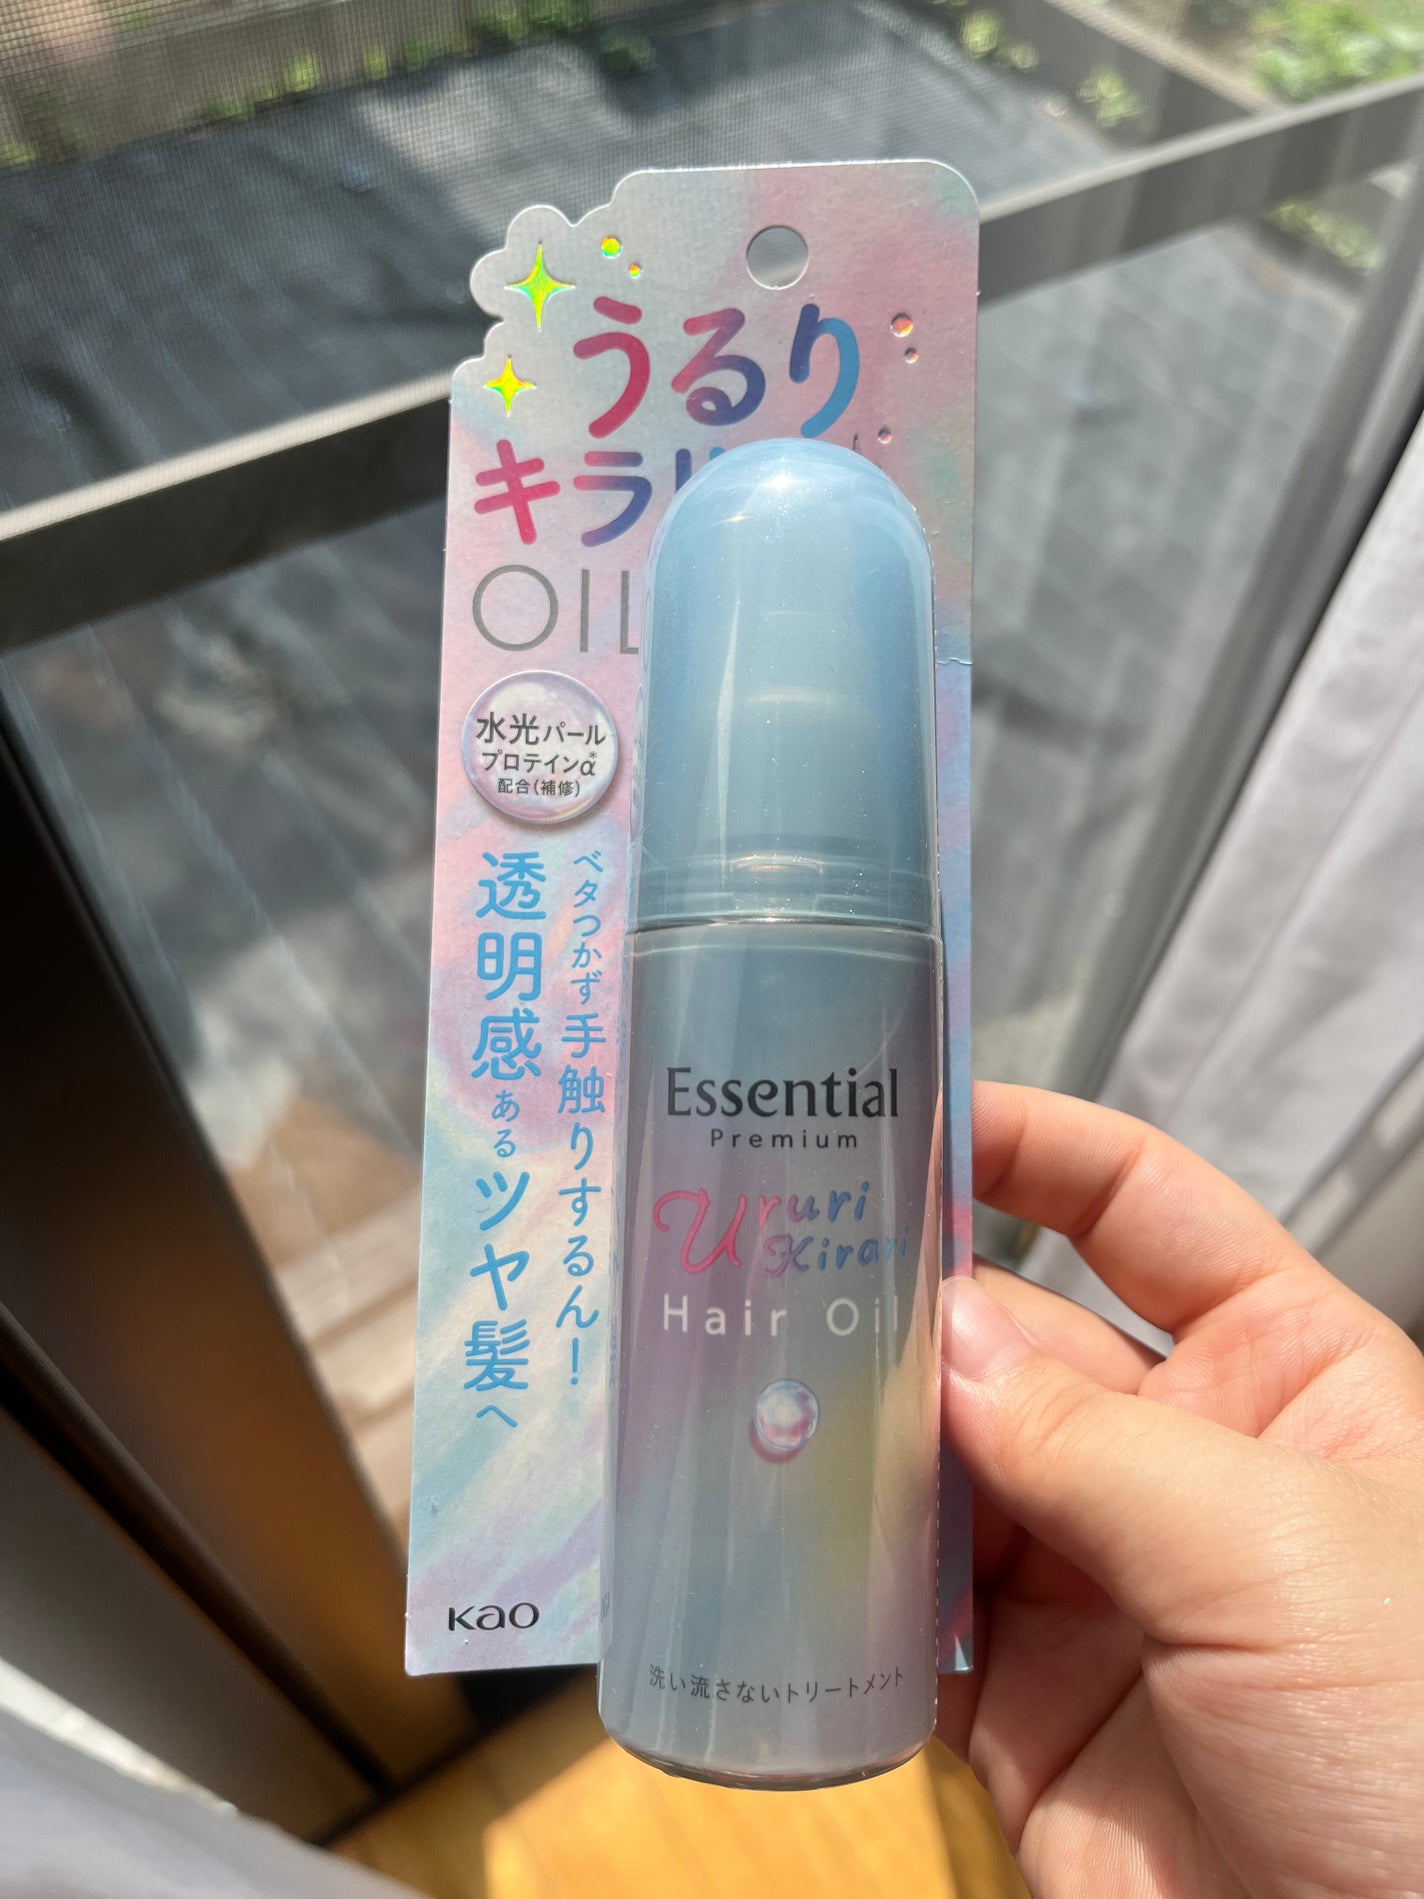 うるり
キラリ
OIL
水光パール
プロテインα*
配合(補修)
ベタつかず手触りするん!
透明感あるツヤ髪へ
Kao
Essential
Premium
Ururi
Kirari
Hair Oil
洗い流さないトリートメント